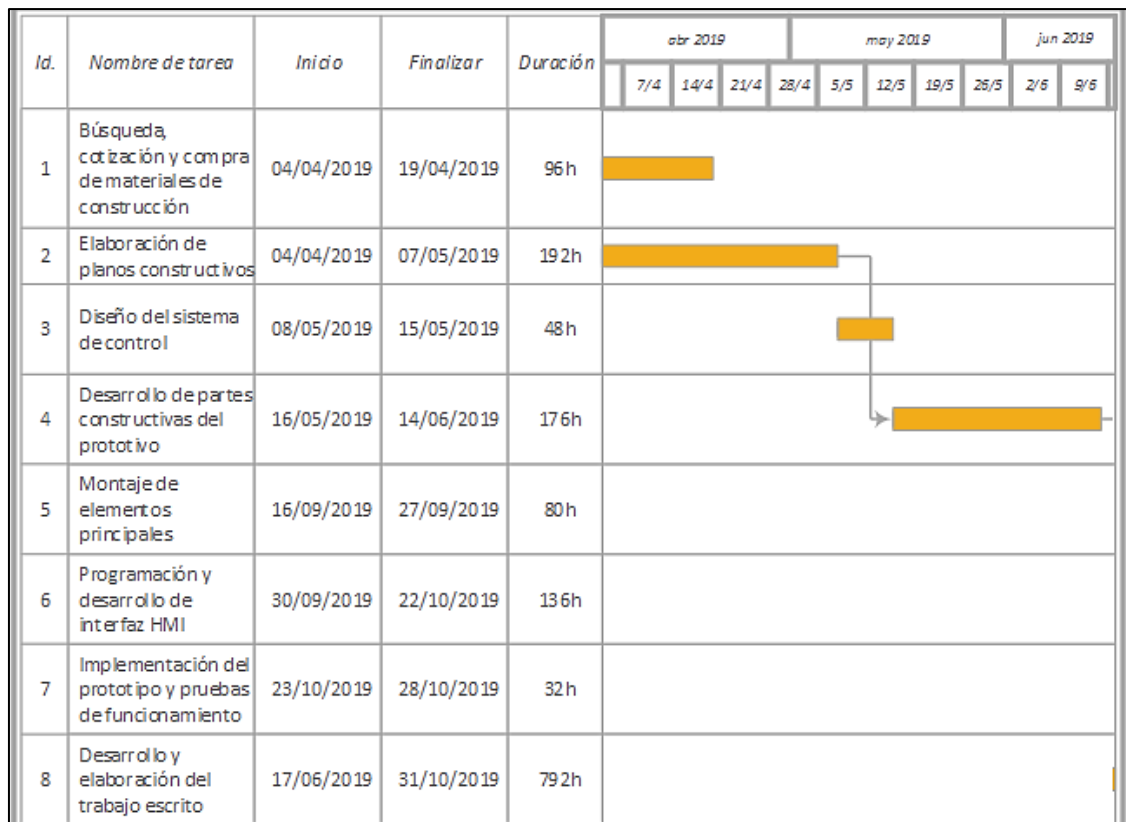 Id.
Nombre de tarea
Inicio
Finalizar
Duración
abr 2019
may 2019
jun 2019
7/4
14/4
21/4
28/4
5/5
12/5
19/5
26/5
2/6
9/6
1
Búsqueda,
cotización y compra
de materiales de
construcción
04/04/2019
19/04/2019
96h
2
Elaboración de
planos constructivos
04/04/2019
07/05/2019
192h
3
Diseño del sistema
de control
08/05/2019
15/05/2019
48h
4
Desarrollo de partes
constructivas del
prototivo
16/05/2019
14/06/2019
176h
5
Montaje de
elementos
principales
16/09/2019
27/09/2019
80h
6
Programación y
desarrollo de
interfaz HMI
30/09/2019
22/10/2019
136h
7
Implementación del
prototipo y pruebas
de funcionamiento
23/10/2019
28/10/2019
32h
8
Desarrollo y
elaboración del
trabajo escrito
17/06/2019
31/10/2019
792h